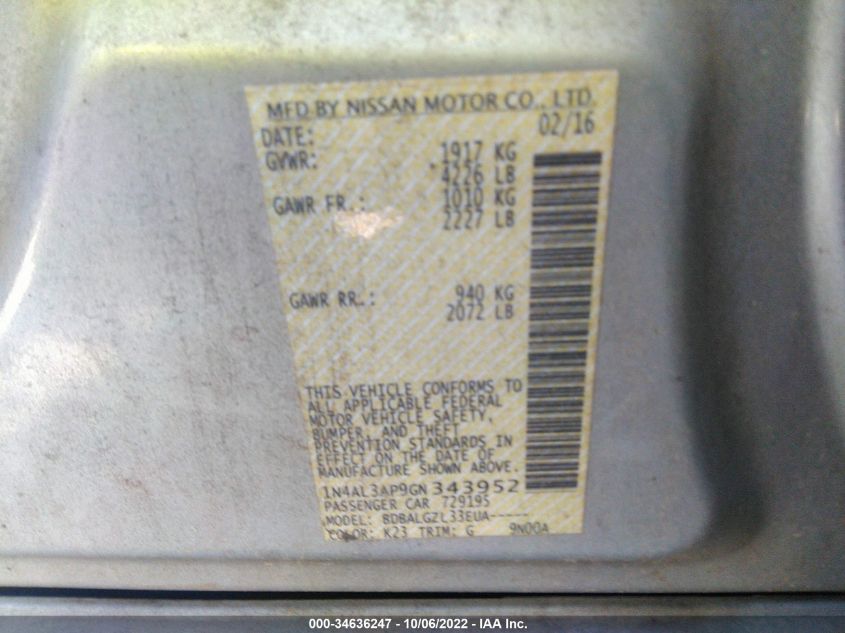 MFD BY NISSAN MOTOR CO., LTD.
DATE: 02/16
GVWR: 1917 KG
4226 LB
GAWR FR.: 1010 KG
2227 LB
GAWR RR.: 940 KG
2072 LB
THIS VEHICLE CONFORMS TO
ALL APPLICABLE FEDERAL
MOTOR VEHICLE SAFETY,
BUMPER, AND THEFT
PREVENTION STANDARDS IN
EFFECT ON THE DATE OF
MANUFACTURE SHOWN ABOVE.
1N4AL3AP9GN343952
PASSENGER CAR 729195
MODEL: BDBALGZL33EUA-----
COLOR: K23 TRIM: G 9N00A
000-34636247 - 10/06/2022 - IAA Inc.